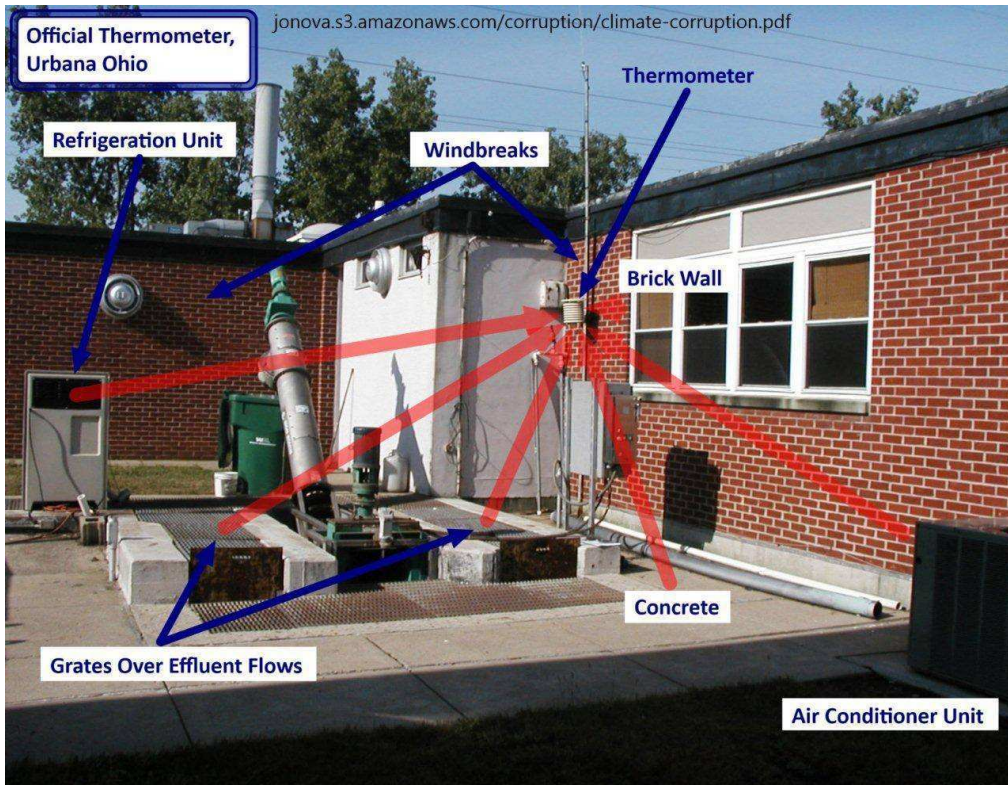 jonova.s3.amazonaws.com/corruption/climate-corruption.pdf
Official Thermometer,
Urbana Ohio
Thermometer
Refrigeration Unit
Windbreaks
Brick Wall
Concrete
Grates Over Effluent Flows
Air Conditioner Unit